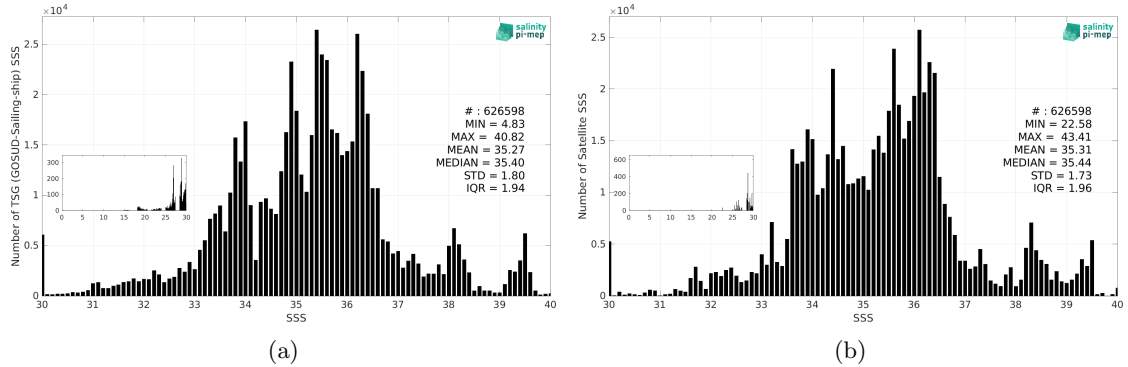 ×10⁴
2.5
2
1.5
1
0.5
0
30 31 32 33 34 35 36 37 38 39 40
SSS
Number of TSG (GOSUD-Sailing-ship) SSS
salinity
pi-mep
# : 626598
MIN = 4.83
MAX = 40.82
MEAN = 35.27
MEDIAN = 35.40
STD = 1.80
IQR = 1.94
300
200
100
0
0 5 10 15 20 25 30
(a)
×10⁴
2.5
2
1.5
1
0.5
0
30 31 32 33 34 35 36 37 38 39 40
SSS
Number of Satellite SSS
salinity
pi-mep
# : 626598
MIN = 22.58
MAX = 43.41
MEAN = 35.31
MEDIAN = 35.44
STD = 1.73
IQR = 1.96
600
400
200
0
0 5 10 15 20 25 30
(b)